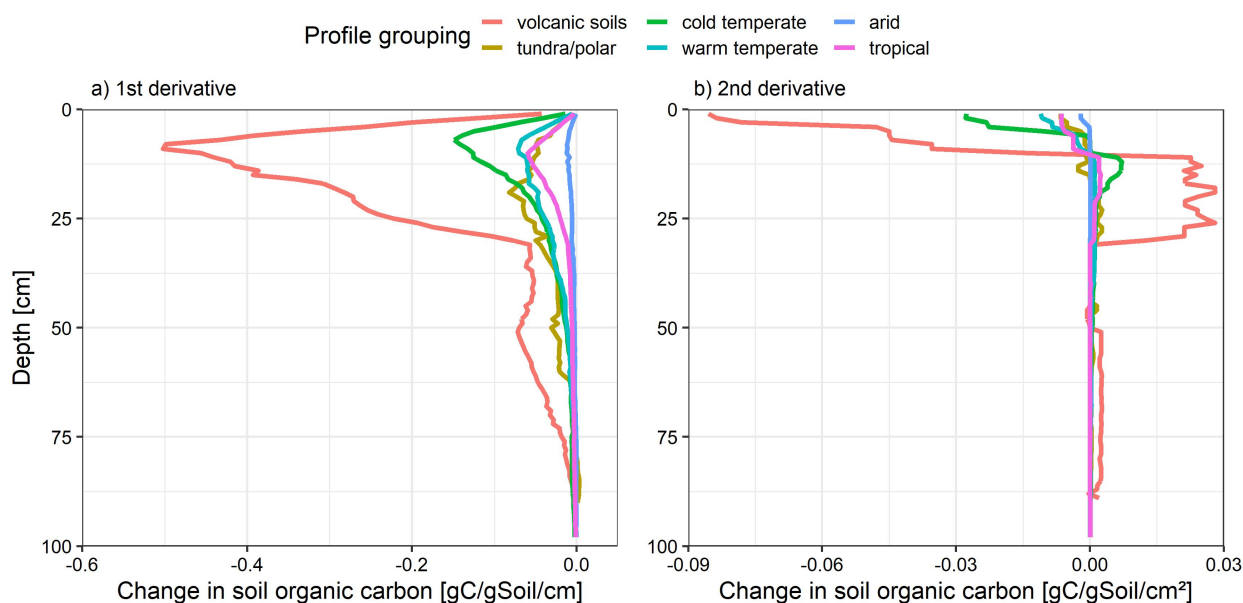 Profile grouping
volcanic soils
cold temperate
arid
tundra/polar
warm temperate
tropical
a) 1st derivative
b) 2nd derivative
Depth [cm]
0
25
50
75
100
-0.6
-0.4
-0.2
0.0
Change in soil organic carbon [gC/gSoil/cm]
0
25
50
75
100
-0.09
-0.06
-0.03
0.00
0.03
Change in soil organic carbon [gC/gSoil/cm²]